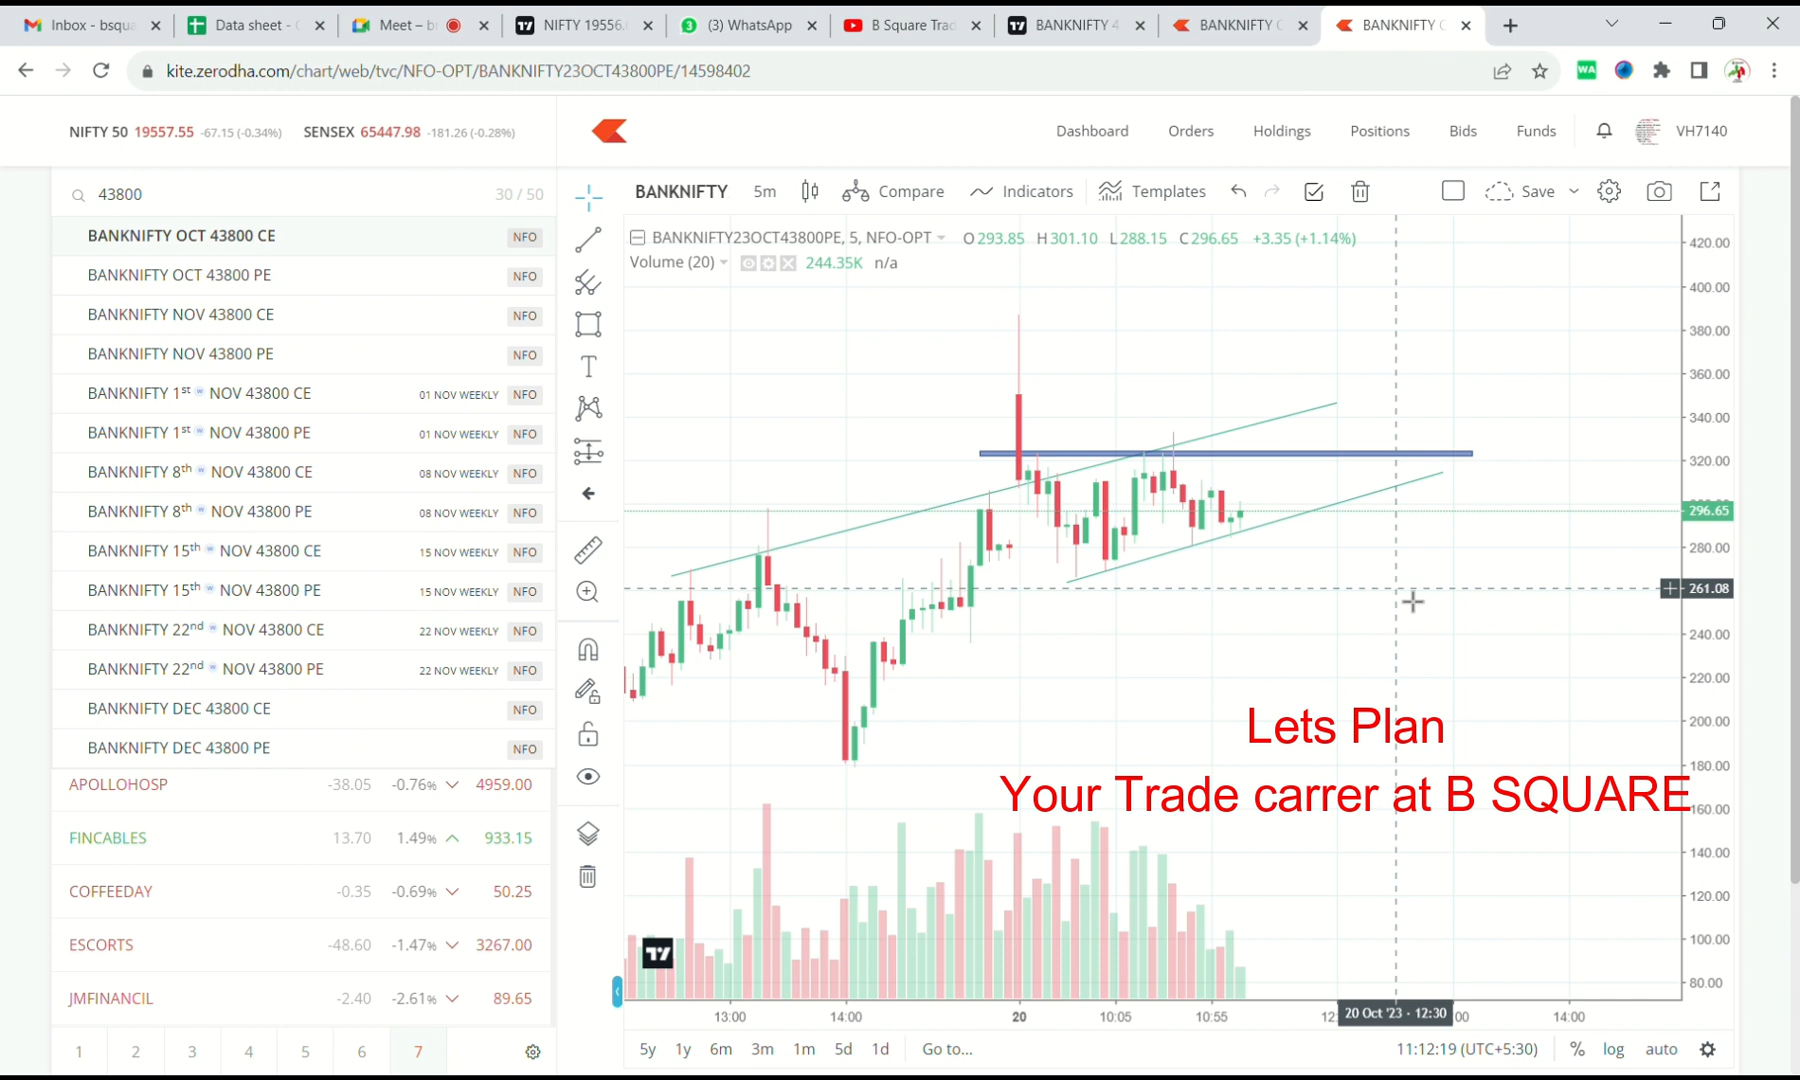 Inbox - bsqua
Data sheet - G
Meet – b
NIFTY 19556.
(3) WhatsApp
B Square Trad
BANKNIFTY 4
BANKNIFTY O
BANKNIFTY O
kite.zerodha.com/chart/web/tvc/NFO-OPT/BANKNIFTY23OCT43800PE/14598402
NIFTY 50 19557.55 -67.15 (-0.34%) SENSEX 65447.98 -181.26 (-0.28%)
Dashboard Orders Holdings Positions Bids Funds VH7140
43800 30 / 50
BANKNIFTY OCT 43800 CE NFO
BANKNIFTY OCT 43800 PE NFO
BANKNIFTY NOV 43800 CE NFO
BANKNIFTY NOV 43800 PE NFO
BANKNIFTY 1st w NOV 43800 CE 01 NOV WEEKLY NFO
BANKNIFTY 1st w NOV 43800 PE 01 NOV WEEKLY NFO
BANKNIFTY 8th w NOV 43800 CE 08 NOV WEEKLY NFO
BANKNIFTY 8th w NOV 43800 PE 08 NOV WEEKLY NFO
BANKNIFTY 15th w NOV 43800 CE 15 NOV WEEKLY NFO
BANKNIFTY 15th w NOV 43800 PE 15 NOV WEEKLY NFO
BANKNIFTY 22nd w NOV 43800 CE 22 NOV WEEKLY NFO
BANKNIFTY 22nd w NOV 43800 PE 22 NOV WEEKLY NFO
BANKNIFTY DEC 43800 CE NFO
BANKNIFTY DEC 43800 PE NFO
APOLLOHOSP -38.05 -0.76% 4959.00
FINCABLES 13.70 1.49% 933.15
COFFEEDAY -0.35 -0.69% 50.25
ESCORTS -48.60 -1.47% 3267.00
JMFINANCIL -2.40 -2.61% 89.65
1 2 3 4 5 6 7
BANKNIFTY 5m Compare Indicators Templates Save
BANKNIFTY23OCT43800PE, 5, NFO-OPT O293.85 H301.10 L288.15 C296.65 +3.35 (+1.14%)
Volume (20) 244.35K n/a
420.00
400.00
380.00
360.00
340.00
320.00
296.65
280.00
261.08
240.00
220.00
200.00
180.00
160.00
140.00
120.00
100.00
80.00
Lets Plan
Your Trade carrer at B SQUARE
13:00 14:00 20 10:05 10:55 20 Oct '23 · 12:30 14:00
5y 1y 6m 3m 1m 5d 1d Go to... 11:12:19 (UTC+5:30) % log auto